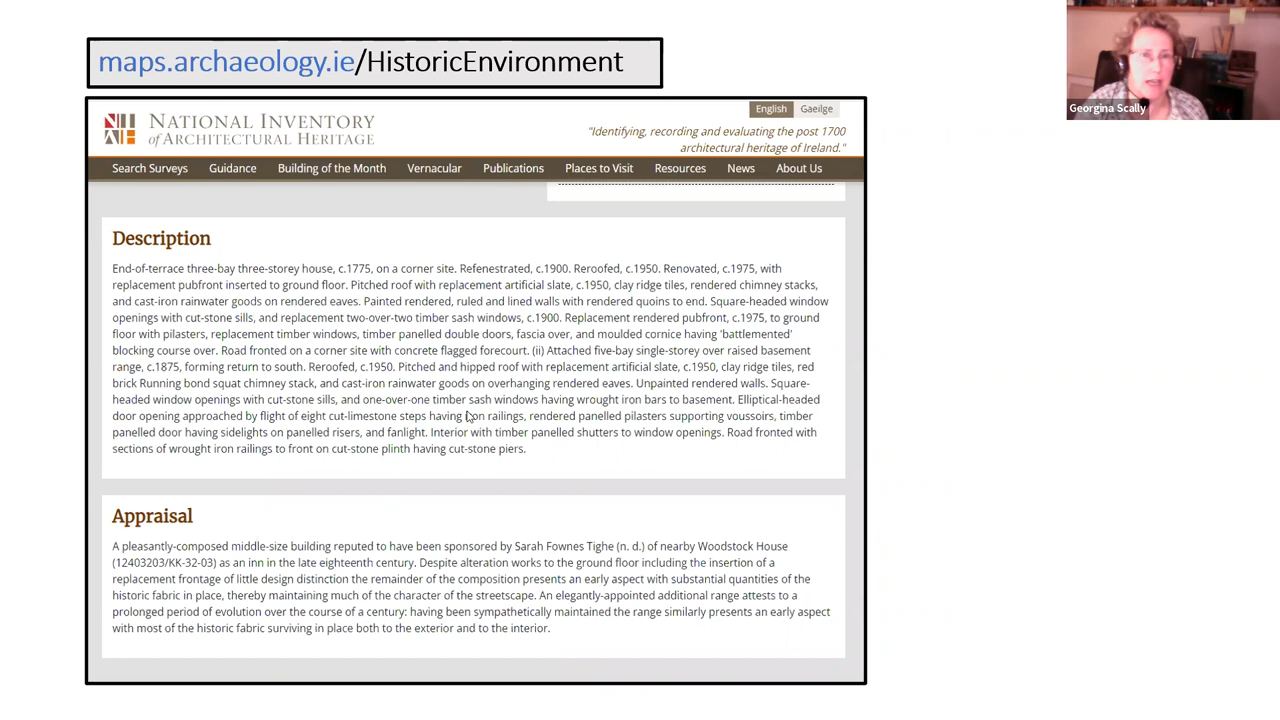 maps.archaeology.ie/HistoricEnvironment
Georgina Scally
English Gaeilge
NATIONAL INVENTORY
of ARCHITECTURAL HERITAGE
"Identifying, recording and evaluating the post 1700
architectural heritage of Ireland."
Search Surveys Guidance Building of the Month Vernacular Publications Places to Visit Resources News About Us
Description
End-of-terrace three-bay three-storey house, c.1775, on a corner site. Refenestrated, c.1900. Reroofed, c.1950. Renovated, c.1975, with
replacement pubfront inserted to ground floor. Pitched roof with replacement artificial slate, c.1950, clay ridge tiles, rendered chimney stacks,
and cast-iron rainwater goods on rendered eaves. Painted rendered, ruled and lined walls with rendered quoins to end. Square-headed window
openings with cut-stone sills, and replacement two-over-two timber sash windows, c.1900. Replacement rendered pubfront, c.1975, to ground
floor with pilasters, replacement timber windows, timber panelled double doors, fascia over, and moulded cornice having 'battlemented'
blocking course over. Road fronted on a corner site with concrete flagged forecourt. (ii) Attached five-bay single-storey over raised basement
range, c.1875, forming return to south. Reroofed, c.1950. Pitched and hipped roof with replacement artificial slate, c.1950, clay ridge tiles, red
brick Running bond squat chimney stack, and cast-iron rainwater goods on overhanging rendered eaves. Unpainted rendered walls. Square-
headed window openings with cut-stone sills, and one-over-one timber sash windows having wrought iron bars to basement. Elliptical-headed
door opening approached by flight of eight cut-limestone steps having iron railings, rendered panelled pilasters supporting voussoirs, timber
panelled door having sidelights on panelled risers, and fanlight. Interior with timber panelled shutters to window openings. Road fronted with
sections of wrought iron railings to front on cut-stone plinth having cut-stone piers.
Appraisal
A pleasantly-composed middle-size building reputed to have been sponsored by Sarah Fownes Tighe (n. d.) of nearby Woodstock House
(12403203/KK-32-03) as an inn in the late eighteenth century. Despite alteration works to the ground floor including the insertion of a
replacement frontage of little design distinction the remainder of the composition presents an early aspect with substantial quantities of the
historic fabric in place, thereby maintaining much of the character of the streetscape. An elegantly-appointed additional range attests to a
prolonged period of evolution over the course of a century: having been sympathetically maintained the range similarly presents an early aspect
with most of the historic fabric surviving in place both to the exterior and to the interior.